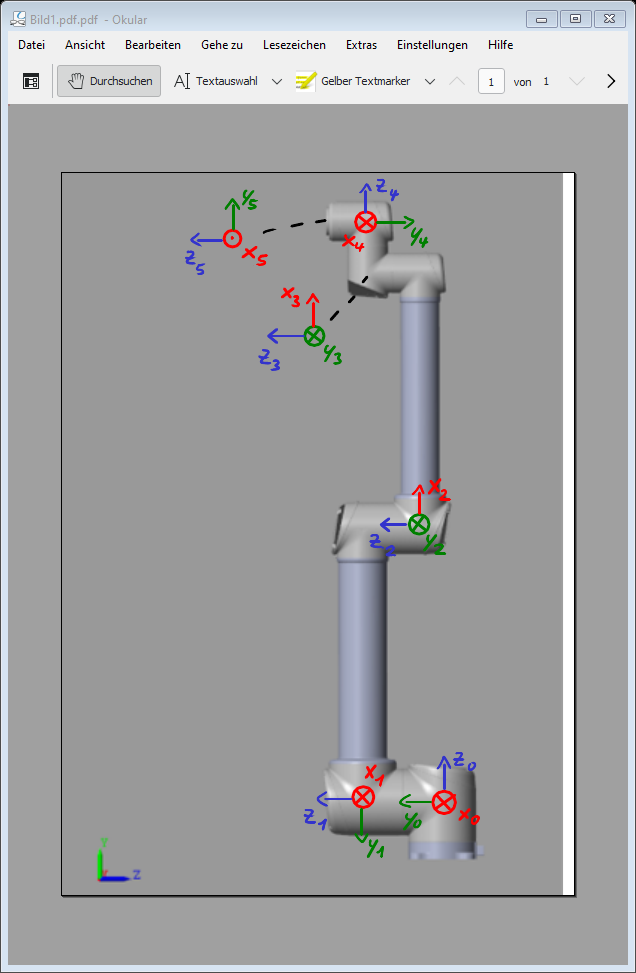 Bild1.pdf.pdf - Okular
Datei Ansicht Bearbeiten Gehe zu Lesezeichen Extras Einstellungen Hilfe
Durchsuchen Textauswahl Gelber Textmarker 1 von 1
z4
y5
x5
z5
x4
y4
x3
z3
y3
x2
z2
y2
x1
z0
z1
y0
x0
y1
Y
X
Z